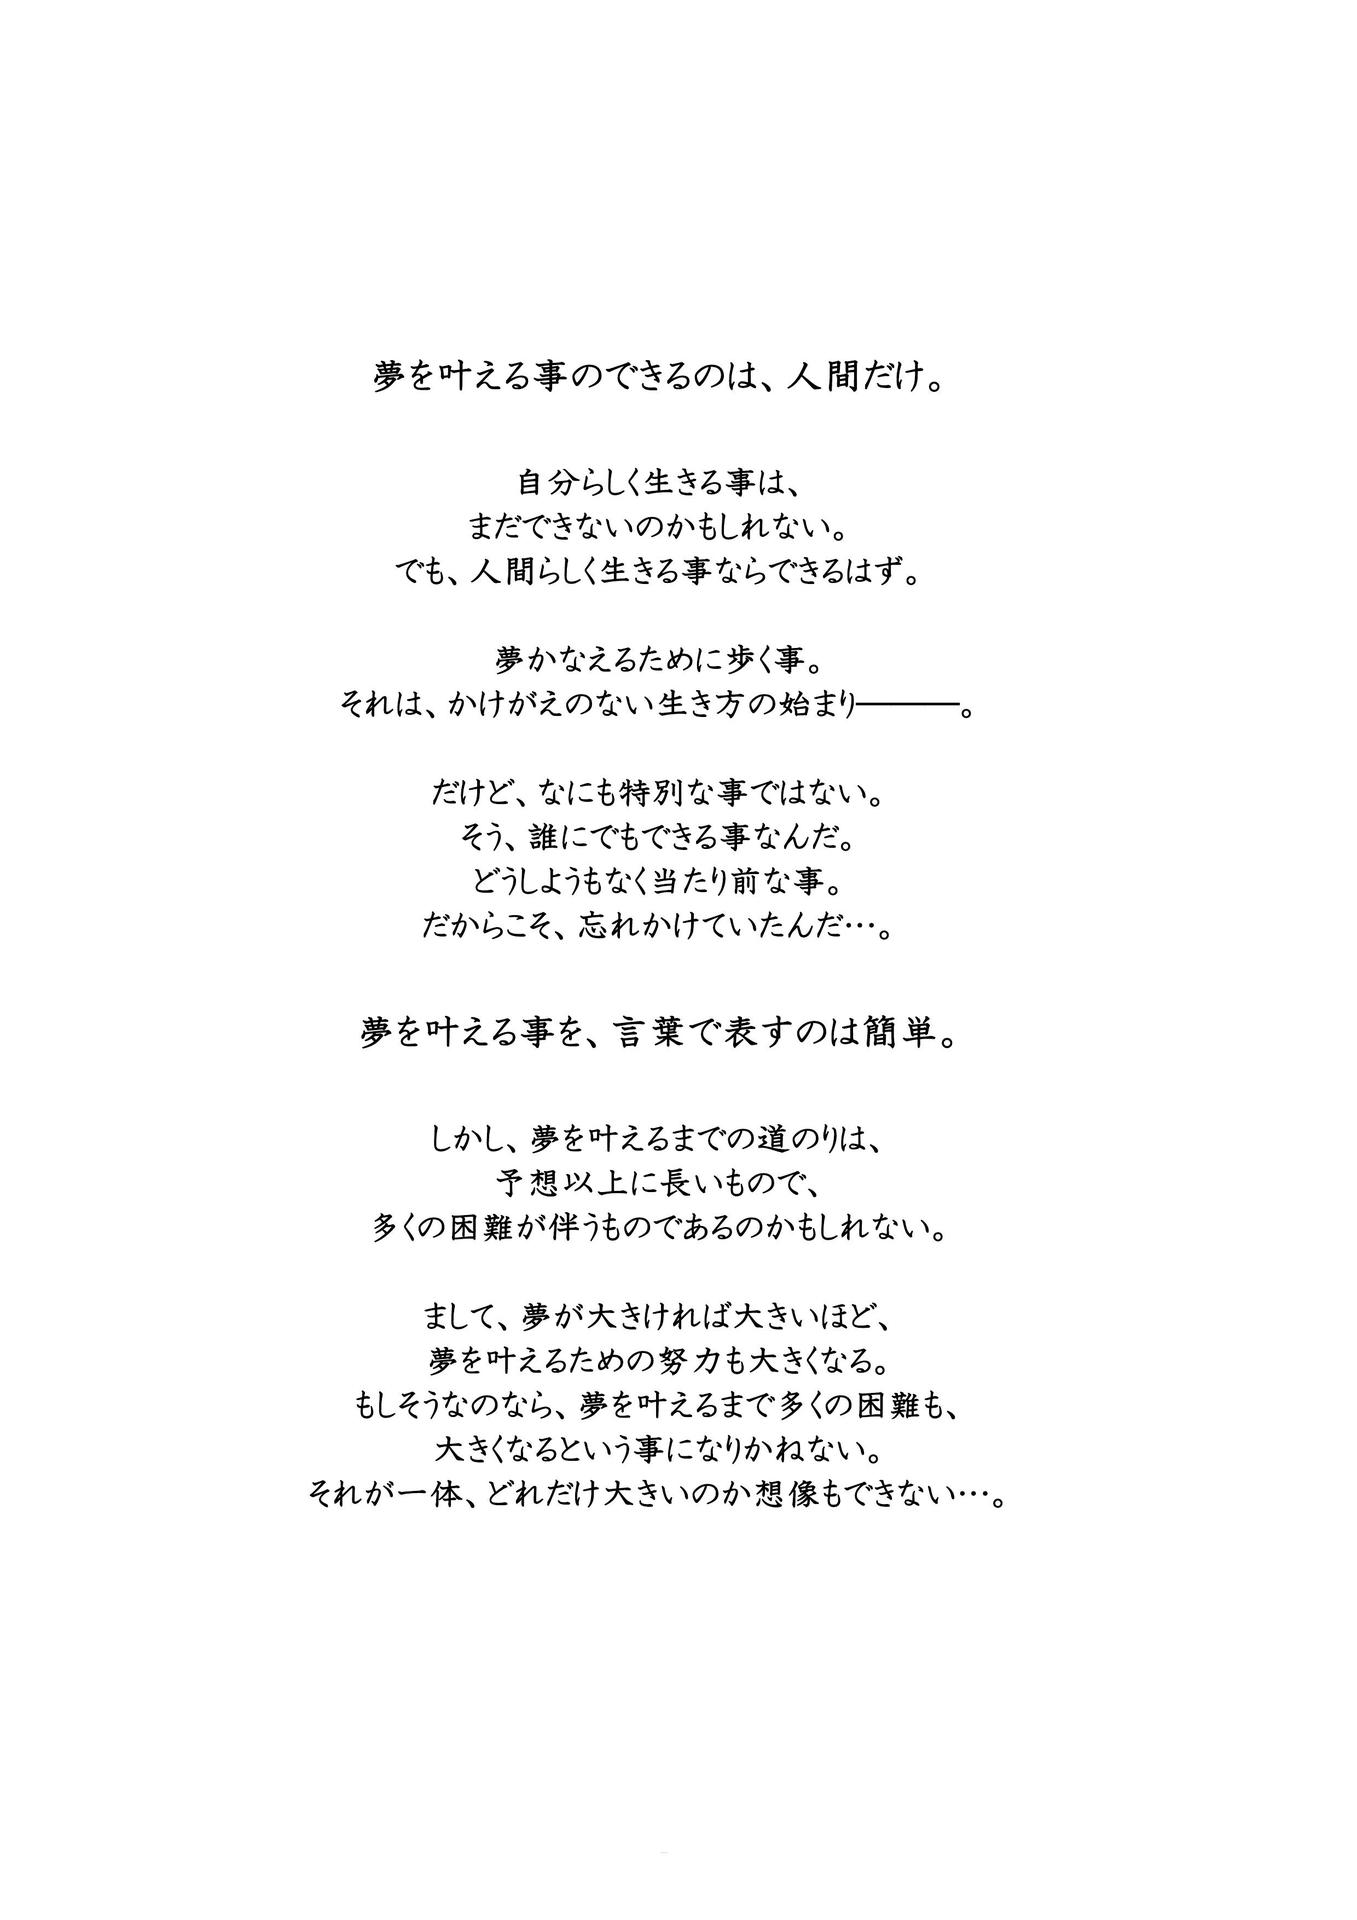 夢を叶える事のできるのは、人間だけ。
自分らしく生きる事は、
まだできないのかもしれない。
でも、人間らしく生きる事ならできるはず。
夢かなえるために歩く事。
それは、かけがえのない生き方の始まり―――。
だけど、なにも特別な事ではない。
そう、誰にでもできる事なんだ。
どうしようもなく当たり前な事。
だからこそ、忘れかけていたんだ…。
夢を叶える事を、言葉で表すのは簡単。
しかし、夢を叶えるまでの道のりは、
予想以上に長いもので、
多くの困難が伴うものであるのかもしれない。
まして、夢が大きければ大きいほど、
夢を叶えるための努力も大きくなる。
もしそうなのなら、夢を叶えるまで多くの困難も、
大きくなるという事になりかねない。
それが一体、どれだけ大きいのか想像もできない…。